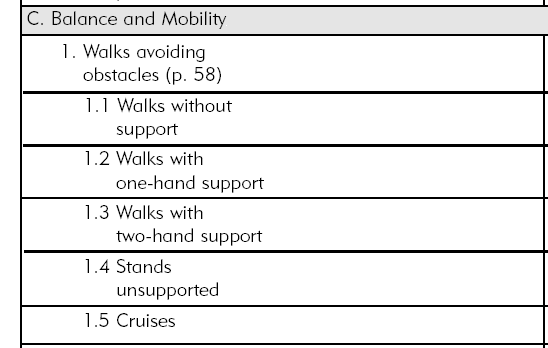 C. Balance and Mobility
1. Walks avoiding
obstacles (p. 58)
1.1 Walks without
support
1.2 Walks with
one-hand support
1.3 Walks with
two-hand support
1.4 Stands
unsupported
1.5 Cruises